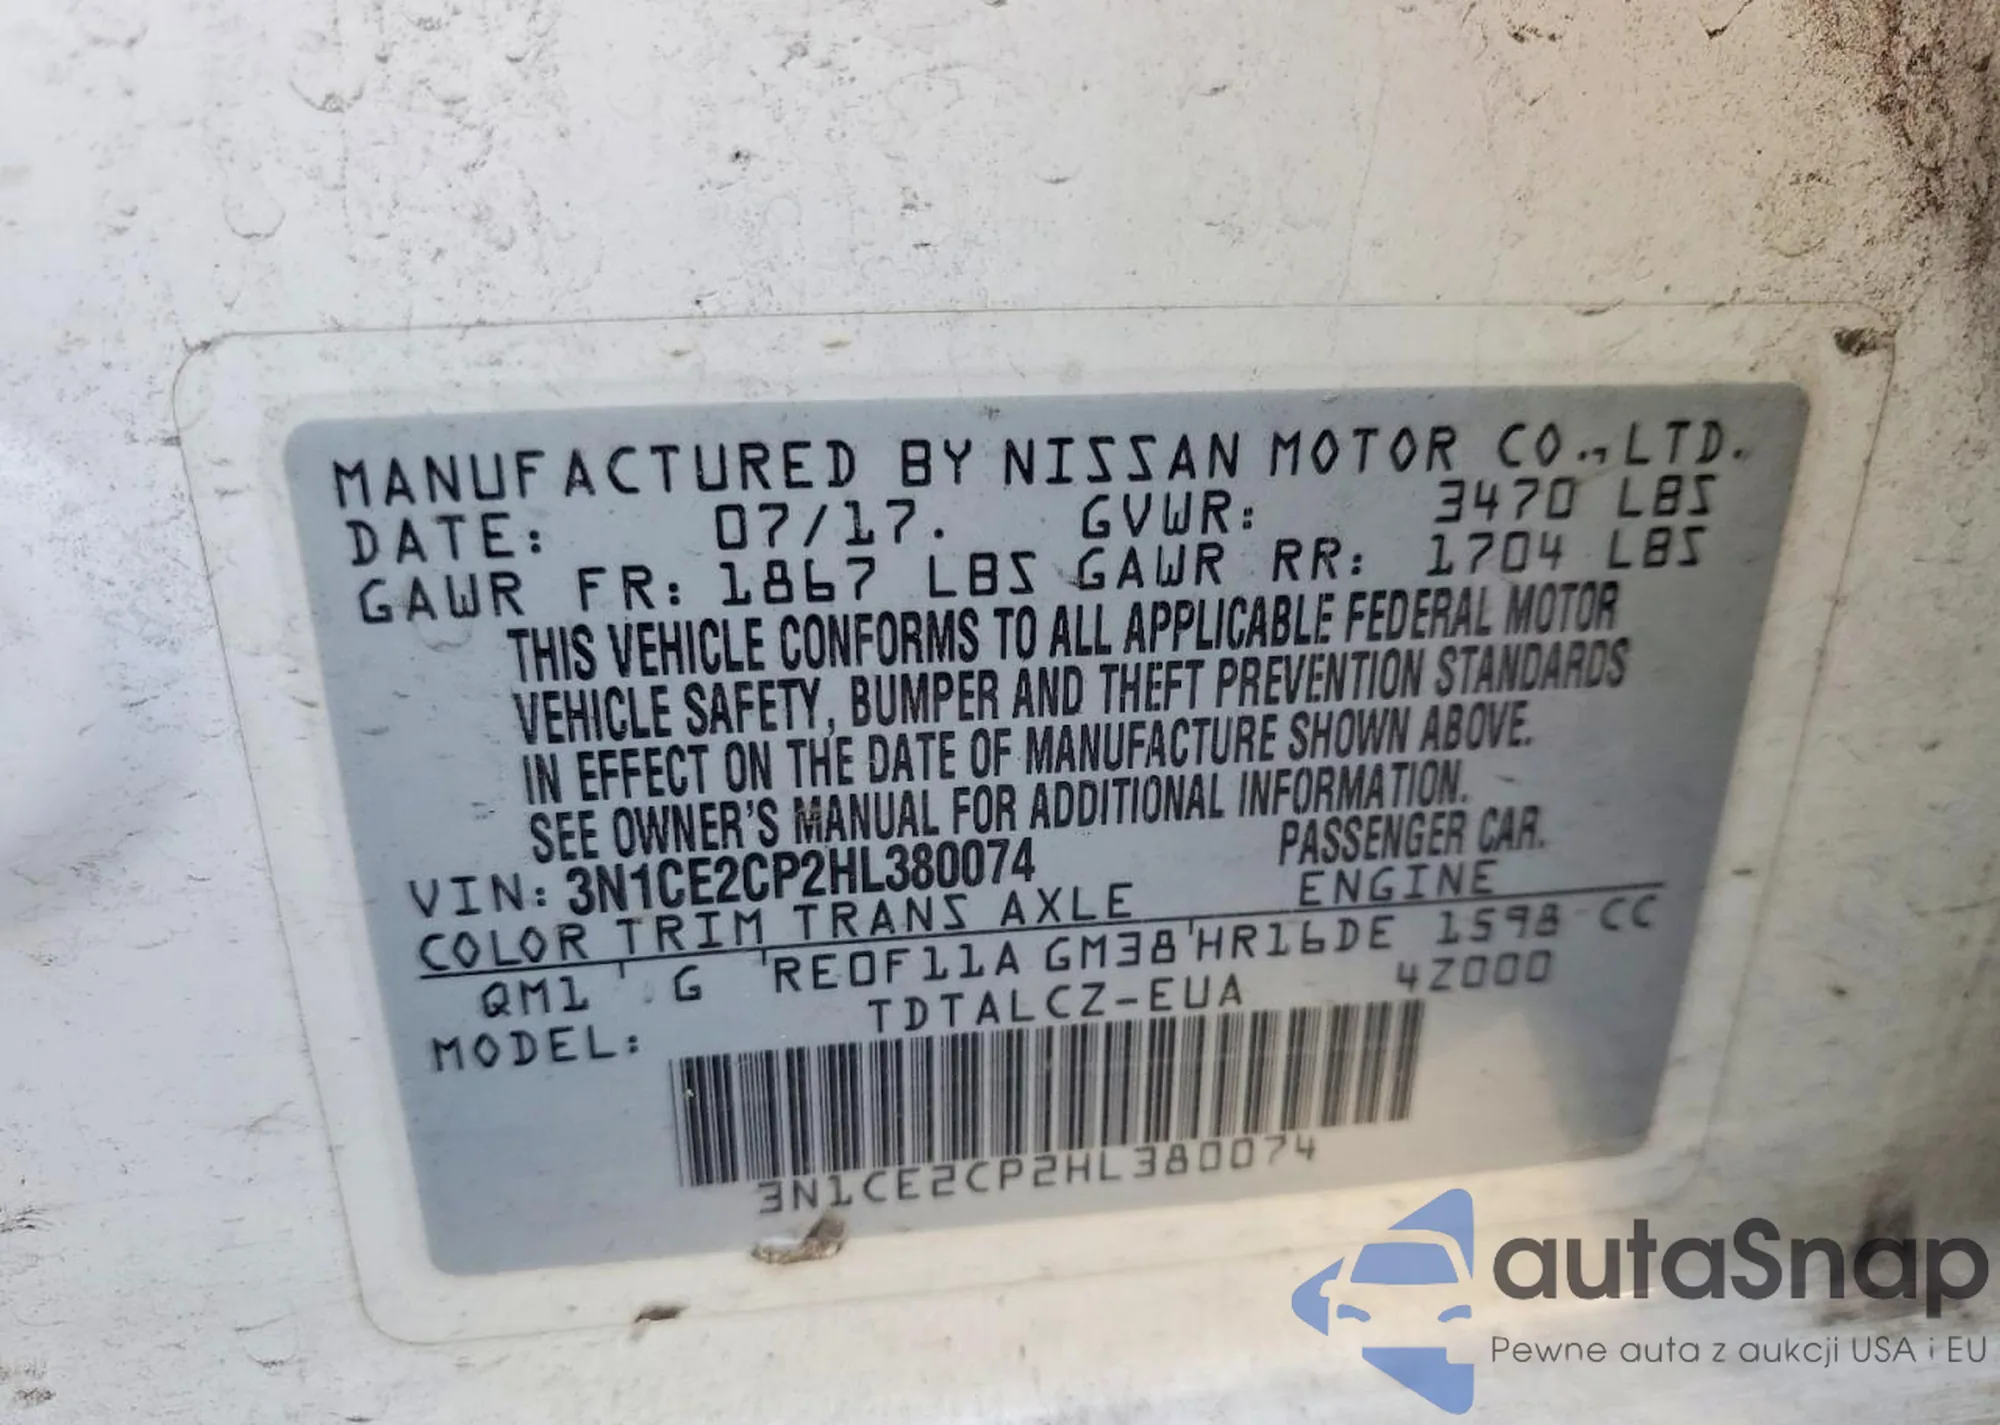 MANUFACTURED BY NISSAN MOTOR CO., LTD.
DATE: 07/17. GVWR: 3470 LBS
GAWR FR: 1867 LBS GAWR RR: 1704 LBS
THIS VEHICLE CONFORMS TO ALL APPLICABLE FEDERAL MOTOR
VEHICLE SAFETY, BUMPER AND THEFT PREVENTION STANDARDS
IN EFFECT ON THE DATE OF MANUFACTURE SHOWN ABOVE.
SEE OWNER'S MANUAL FOR ADDITIONAL INFORMATION.
VIN: 3N1CE2CP2HL380074 PASSENGER CAR.
COLOR TRIM TRANS AXLE ENGINE
QM1 G RE0F11A GM38 HR16DE 1598 CC
MODEL: TDTALCZ-EUA 4Z000
3N1CE2CP2HL380074
autaSnap
Pewne auta z aukcji USA i EU